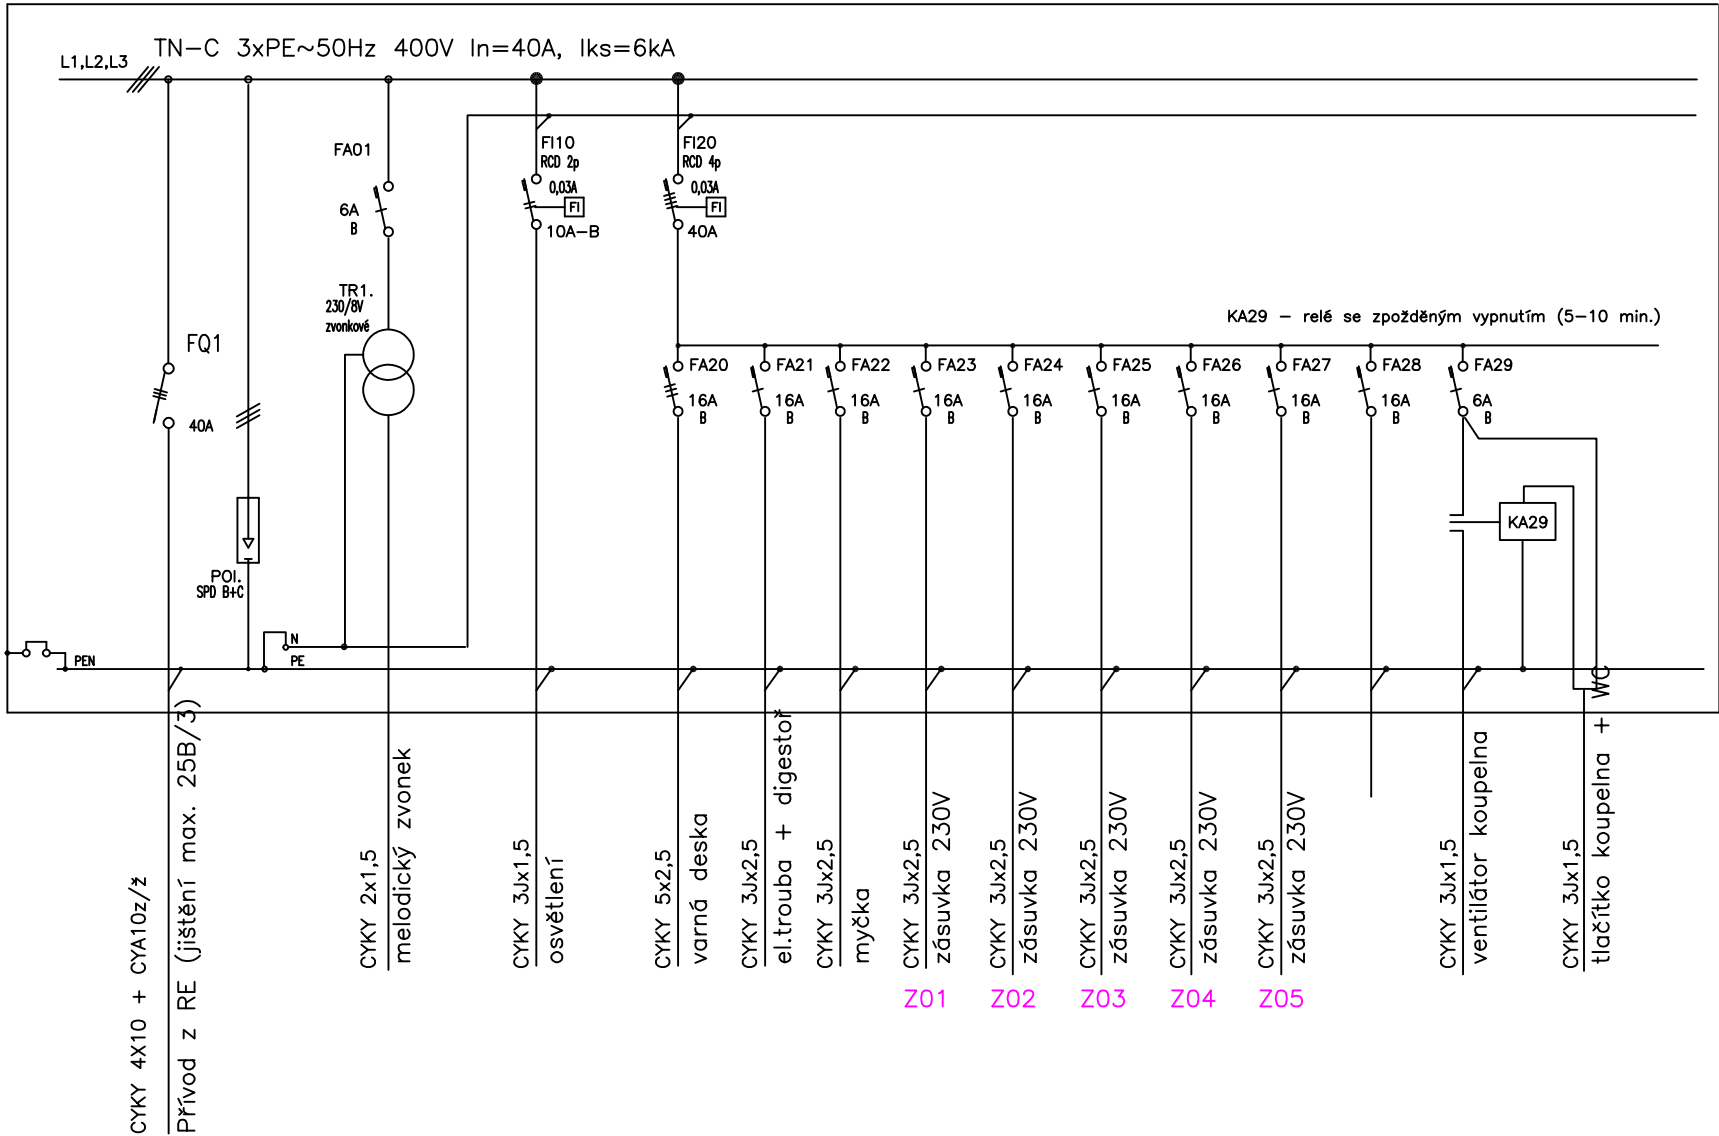 TN-C 3xPE~50Hz 400V In=40A, Iks=6kA
L1,L2,L3
FA01
6A
B
TR1.
230/8V
zvonkové
FI10
RCD 2p
0,03A
FI
10A-B
FI20
RCD 4p
0,03A
FI
40A
FQ1
40A
KA29 - relé se zpožděným vypnutím (5-10 min.)
FA20
16A
B
FA21
16A
B
FA22
16A
B
FA23
16A
B
FA24
16A
B
FA25
16A
B
FA26
16A
B
FA27
16A
B
FA28
16A
B
FA29
6A
B
KA29
POI.
SPD B+C
PEN
N
PE
CYKY 4X10 + CYA10z/ž
Přívod z RE (jištění max. 25B/3)
CYKY 2x1,5
melodický zvonek
CYKY 3Jx1,5
osvětlení
CYKY 5x2,5
varná deska
CYKY 3Jx2,5
el.trouba + digestoř
CYKY 3Jx2,5
myčka
CYKY 3Jx2,5
zásuvka 230V
CYKY 3Jx2,5
zásuvka 230V
CYKY 3Jx2,5
zásuvka 230V
CYKY 3Jx2,5
zásuvka 230V
CYKY 3Jx2,5
zásuvka 230V
CYKY 3Jx1,5
ventilátor koupelna
CYKY 3Jx1,5
tlačítko koupelna + WC
Z01
Z02
Z03
Z04
Z05